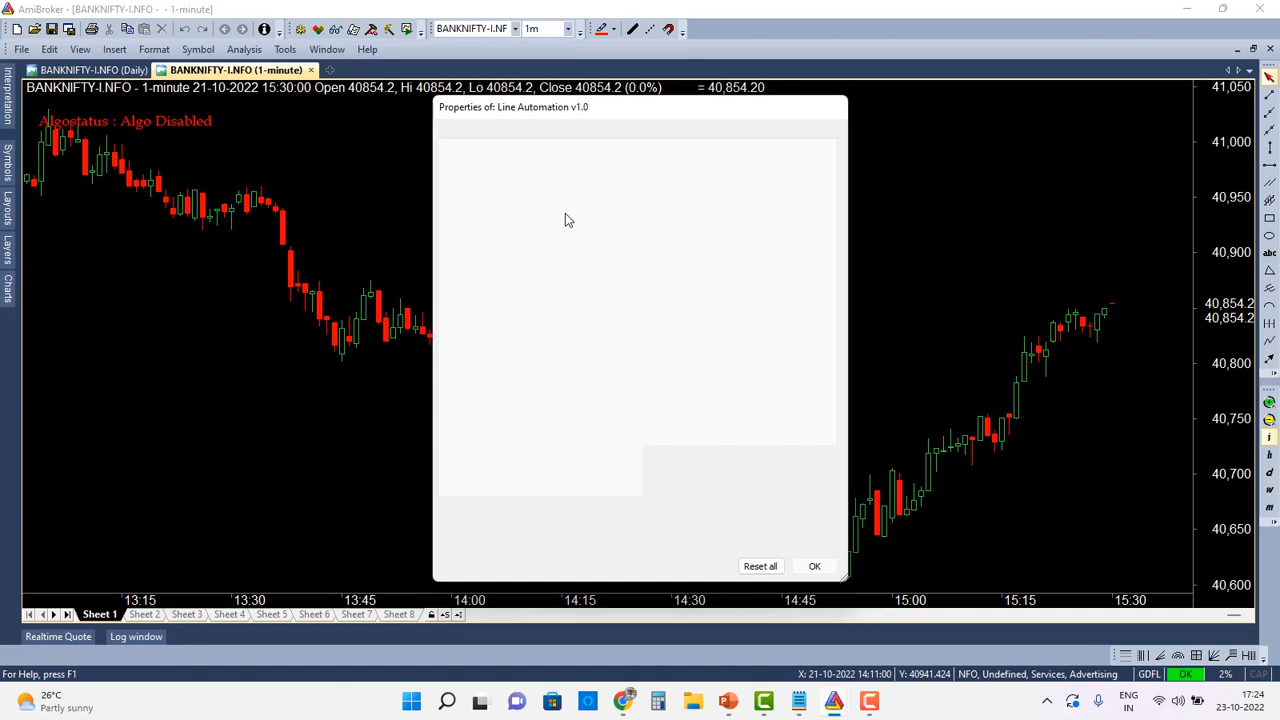 AmiBroker - [BANKNIFTY-I.NFO - 1-minute]
BANKNIFTY-I.NF 1m
File Edit View Insert Format Symbol Analysis Tools Window Help
BANKNIFTY-I.NFO (Daily) BANKNIFTY-I.NFO (1-minute)
BANKNIFTY-I.NFO - 1-minute 21-10-2022 15:30:00 Open 40854.2, Hi 40854.2, Lo 40854.2, Close 40854.2 (0.0%) = 40,854.20
Algostatus : Algo Disabled
Interpretation
Symbols
Layouts
Layers
Charts
Properties of: Line Automation v1.0
Reset all OK
41,050
41,000
40,950
40,900
40,854.2
40,854.2
40,800
40,750
40,700
40,650
40,600
abc
i
h
d
w
m
13:15 13:30 13:45 14:00 14:15 14:30 14:45 15:00 15:15 15:30
Sheet 1 Sheet 2 Sheet 3 Sheet 4 Sheet 5 Sheet 6 Sheet 7 Sheet 8
Realtime Quote Log window
For Help, press F1 X: 21-10-2022 14:11:00 Y: 40941.424 NFO, Undefined, Services, Advertising GDFL OK 2% CAP
26°C
Partly sunny
ENG
IN
17:24
23-10-2022